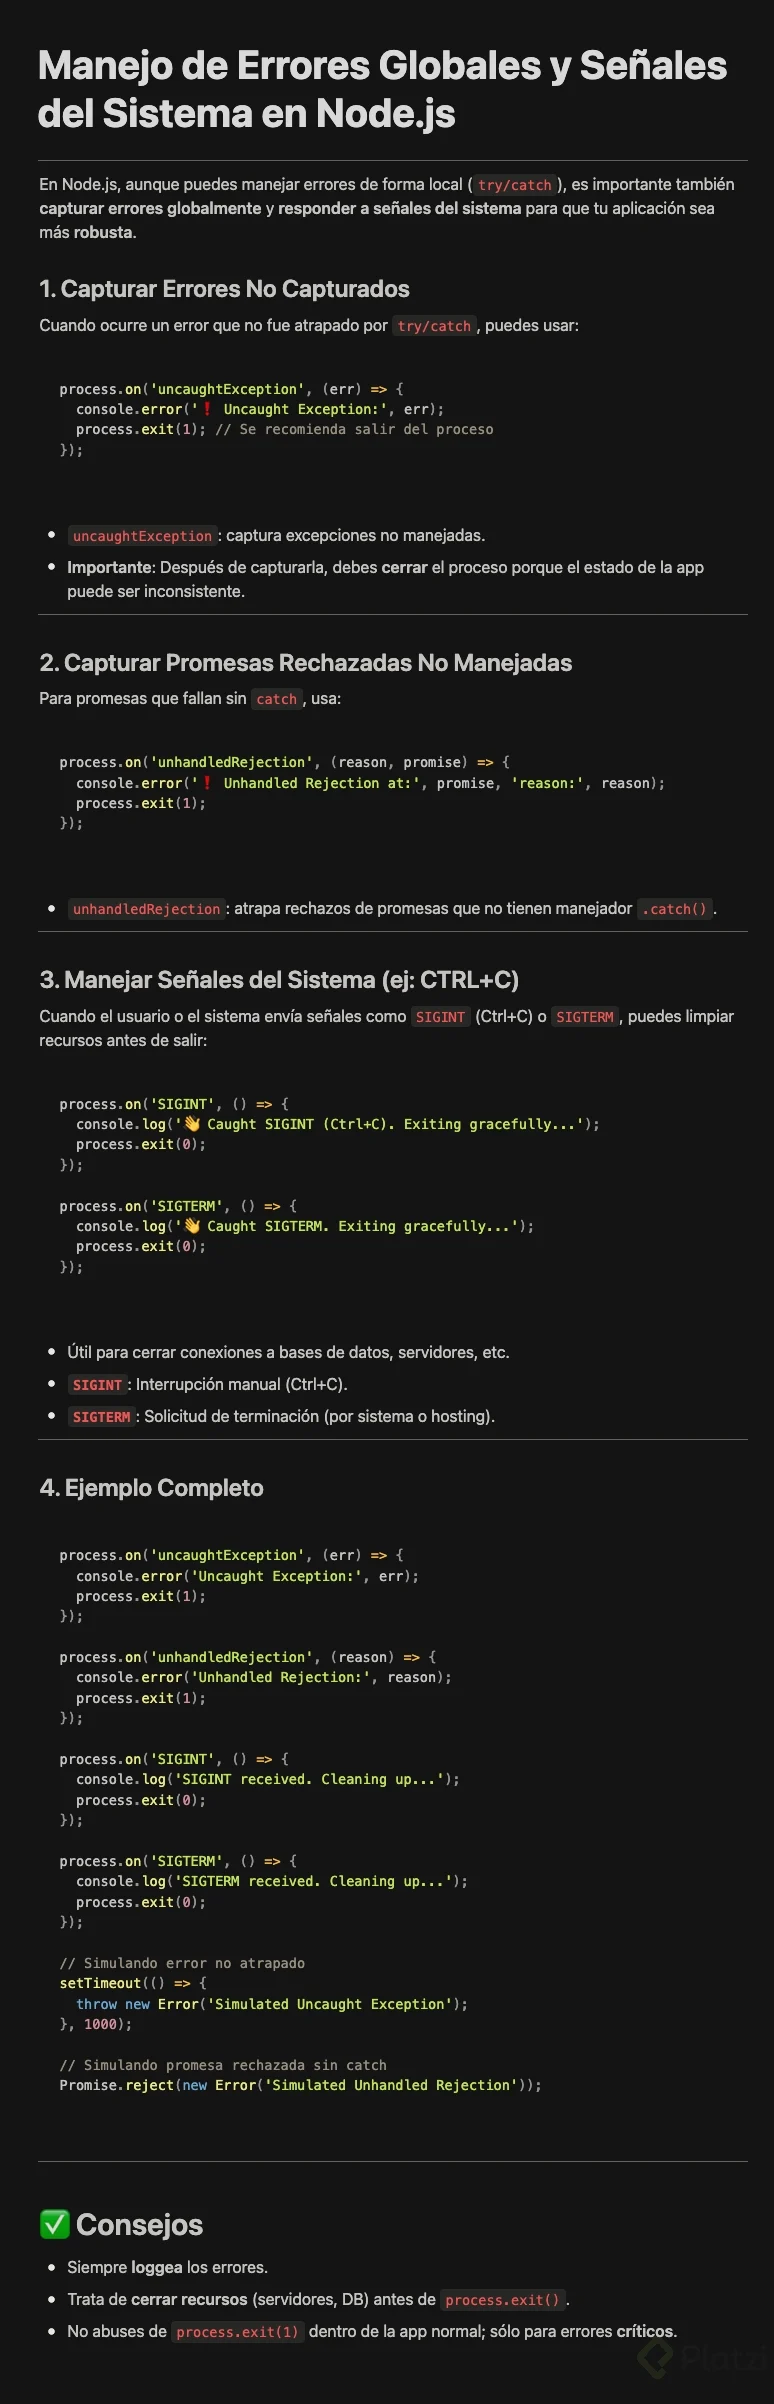 Manejo de Errores Globales y Señales
del Sistema en Node.js
En Node.js, aunque puedes manejar errores de forma local (try/catch), es importante también
capturar errores globalmente y responder a señales del sistema para que tu aplicación sea
más robusta.
1. Capturar Errores No Capturados
Cuando ocurre un error que no fue atrapado por try/catch, puedes usar:
process.on('uncaughtException', (err) => {
  console.error('❗ Uncaught Exception:', err);
  process.exit(1); // Se recomienda salir del proceso
});
• uncaughtException: captura excepciones no manejadas.
• Importante: Después de capturarla, debes cerrar el proceso porque el estado de la app
puede ser inconsistente.
2. Capturar Promesas Rechazadas No Manejadas
Para promesas que fallan sin catch, usa:
process.on('unhandledRejection', (reason, promise) => {
  console.error('❗ Unhandled Rejection at:', promise, 'reason:', reason);
  process.exit(1);
});
• unhandledRejection: atrapa rechazos de promesas que no tienen manejador .catch().
3. Manejar Señales del Sistema (ej: CTRL+C)
Cuando el usuario o el sistema envía señales como SIGINT (Ctrl+C) o SIGTERM, puedes limpiar
recursos antes de salir:
process.on('SIGINT', () => {
  console.log('👋 Caught SIGINT (Ctrl+C). Exiting gracefully...');
  process.exit(0);
});
process.on('SIGTERM', () => {
  console.log('👋 Caught SIGTERM. Exiting gracefully...');
  process.exit(0);
});
• Útil para cerrar conexiones a bases de datos, servidores, etc.
• SIGINT: Interrupción manual (Ctrl+C).
• SIGTERM: Solicitud de terminación (por sistema o hosting).
4. Ejemplo Completo
process.on('uncaughtException', (err) => {
  console.error('Uncaught Exception:', err);
  process.exit(1);
});
process.on('unhandledRejection', (reason) => {
  console.error('Unhandled Rejection:', reason);
  process.exit(1);
});
process.on('SIGINT', () => {
  console.log('SIGINT received. Cleaning up...');
  process.exit(0);
});
process.on('SIGTERM', () => {
  console.log('SIGTERM received. Cleaning up...');
  process.exit(0);
});
// Simulando error no atrapado
setTimeout(() => {
  throw new Error('Simulated Uncaught Exception');
}, 1000);
// Simulando promesa rechazada sin catch
Promise.reject(new Error('Simulated Unhandled Rejection'));
✅ Consejos
• Siempre loggea los errores.
• Trata de cerrar recursos (servidores, DB) antes de process.exit().
• No abuses de process.exit(1) dentro de la app normal; sólo para errores críticos.
Platzi